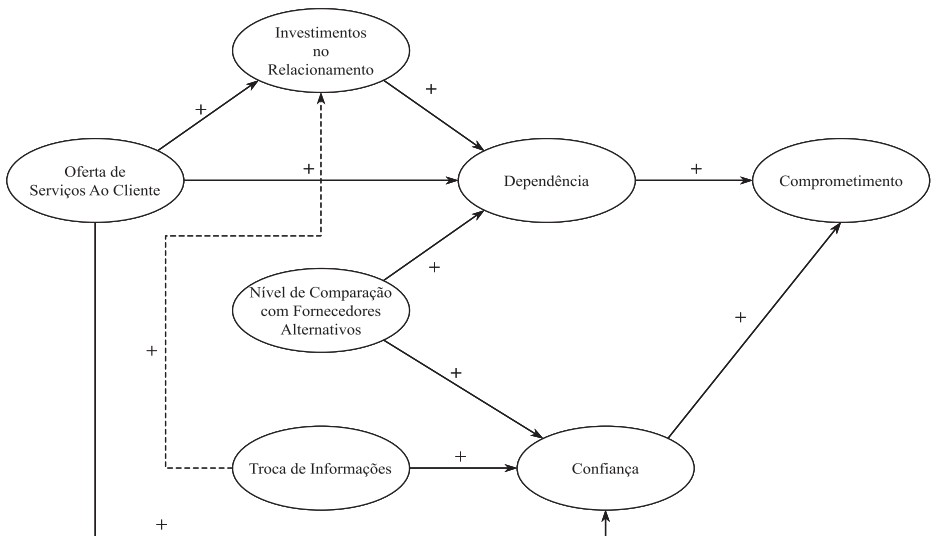 Investimentos
no
Relacionamento
+
+
Oferta de
Serviços Ao Cliente
+
Dependência
+
Comprometimento
+
Nível de Comparação
com Fornecedores
Alternativos
+
+
+
Troca de Informações
+
Confiança
+